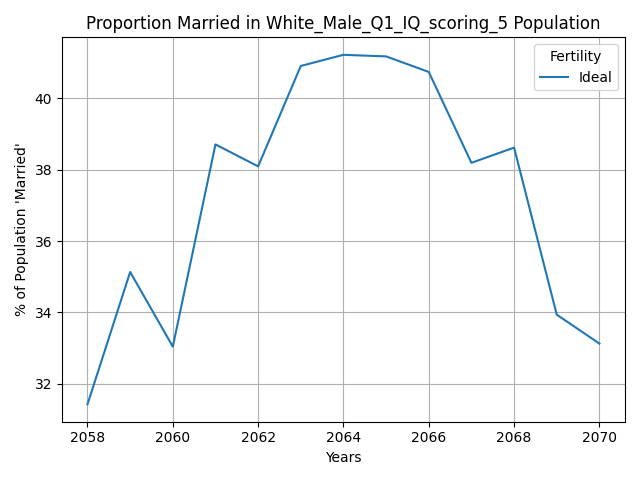 Proportion Married in White_Male_Q1_IQ_scoring_5 Population
Fertility
Ideal
% of Population 'Married'
40
38
36
34
32
2058
2060
2062
2064
2066
2068
2070
Years